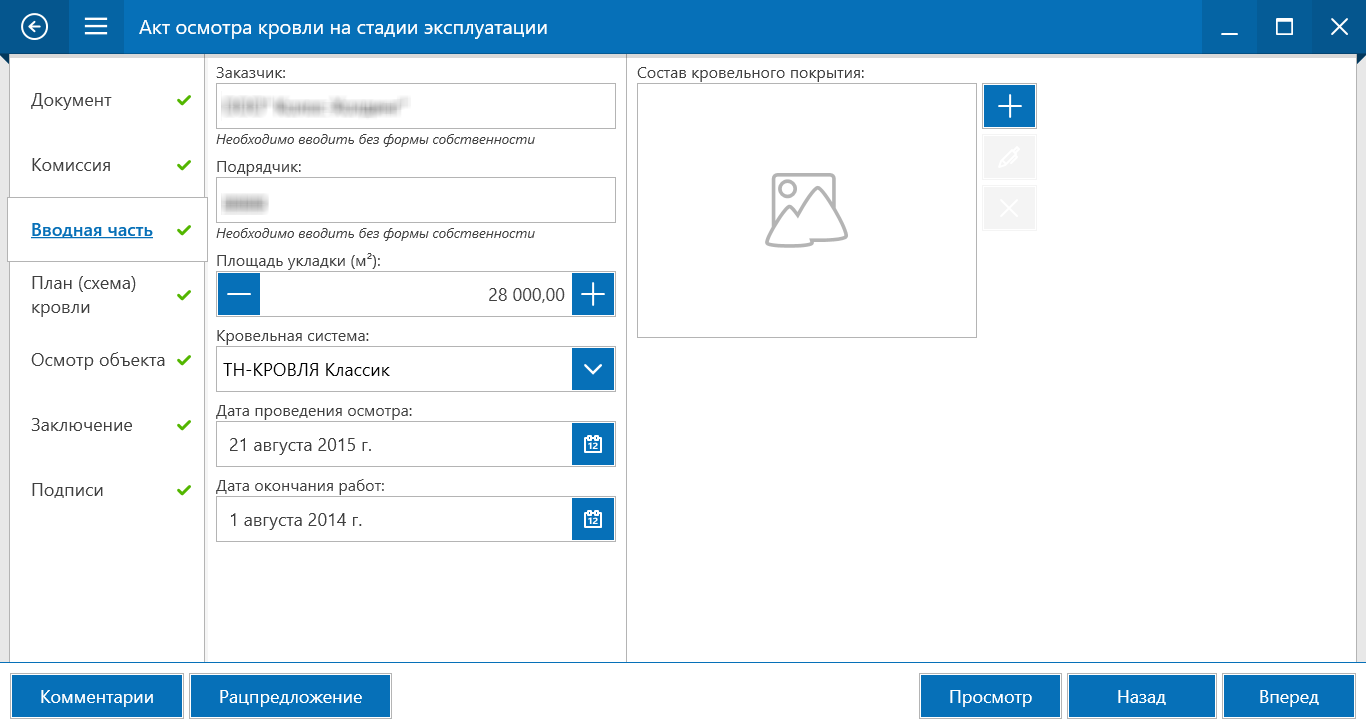 Акт осмотра кровли на стадии эксплуатации
Документ
Комиссия
Вводная часть
План (схема)
кровли
Осмотр объекта
Заключение
Подписи
Заказчик:
Необходимо вводить без формы собственности
Подрядчик:
Необходимо вводить без формы собственности
Площадь укладки (м²):
28 000,00
Кровельная система:
ТН-КРОВЛЯ Классик
Дата проведения осмотра:
21 августа 2015 г.
12
Дата окончания работ:
1 августа 2014 г.
12
Состав кровельного покрытия:
Комментарии
Рацпредложение
Просмотр
Назад
Вперед